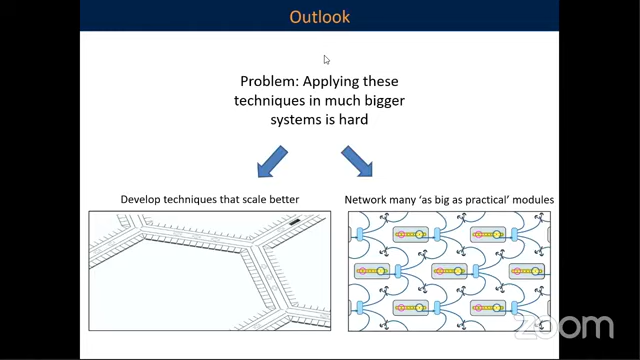 Outlook
Problem: Applying these
techniques in much bigger
systems is hard
Develop techniques that scale better
Network many ‘as big as practical’ modules
zoom